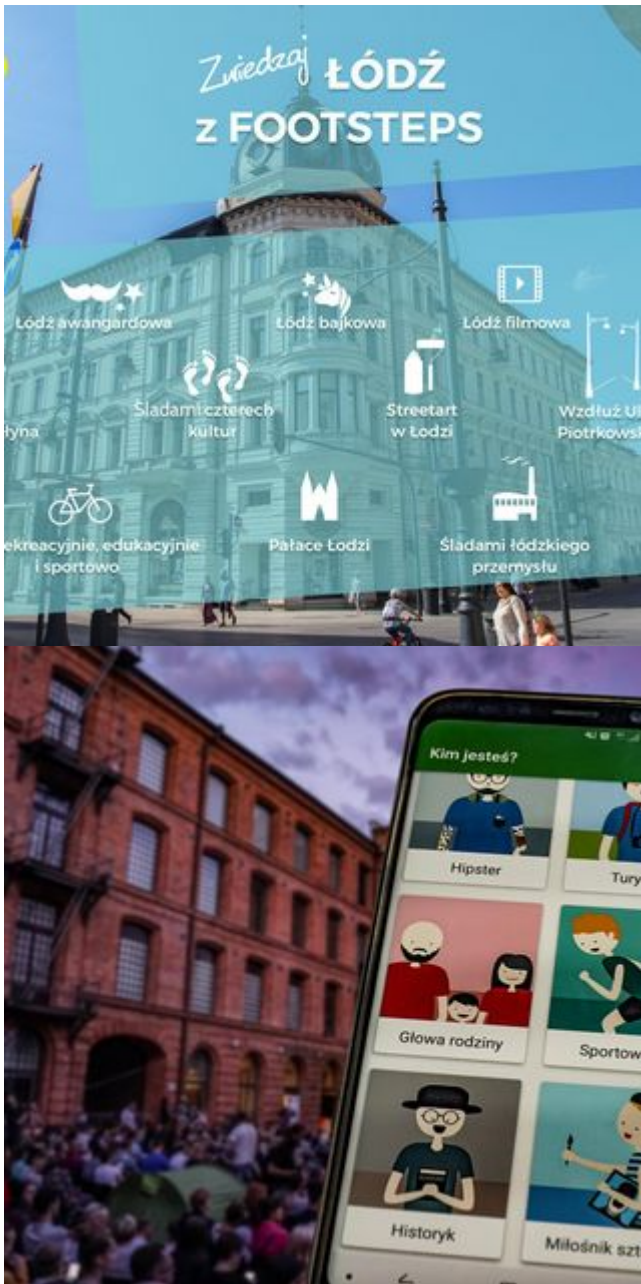 Zwiedzaj ŁÓDŹ
z FOOTSTEPS
Łódź awangardowa
Łódź bajkowa
Łódź filmowa
łyna
Śladami czterech
kultur
Streetart
w Łodzi
Wzdłuż Ul
Piotrkowsk
ekreacyjnie, edukacyjnie
i sportowo
Pałace Łodzi
Śladami łódzkiego
przemysłu
Kim jesteś?
Hipster
Tury
Głowa rodziny
Sportow
Historyk
Miłośnik szt